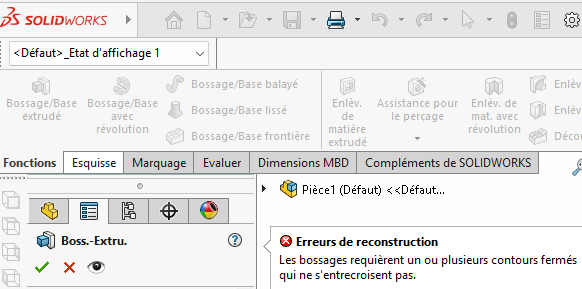 SOLIDWORKS
<Défaut>_Etat d'affichage 1
Bossage/Base extrudé
Bossage/Base avec révolution
Bossage/Base balayé
Bossage/Base lissé
Bossage/Base frontière
Enlèv. de matière extrudé
Assistance pour le perçage
Enlèv. de mat. avec révolution
Enlèv
Enlèv
Décou
Fonctions Esquisse Marquage Evaluer Dimensions MBD Compléments de SOLIDWORKS
Pièce1 (Défaut) <<Défaut...
Boss.-Extru.
Erreurs de reconstruction
Les bossages requièrent un ou plusieurs contours fermés
qui ne s'entrecroisent pas.